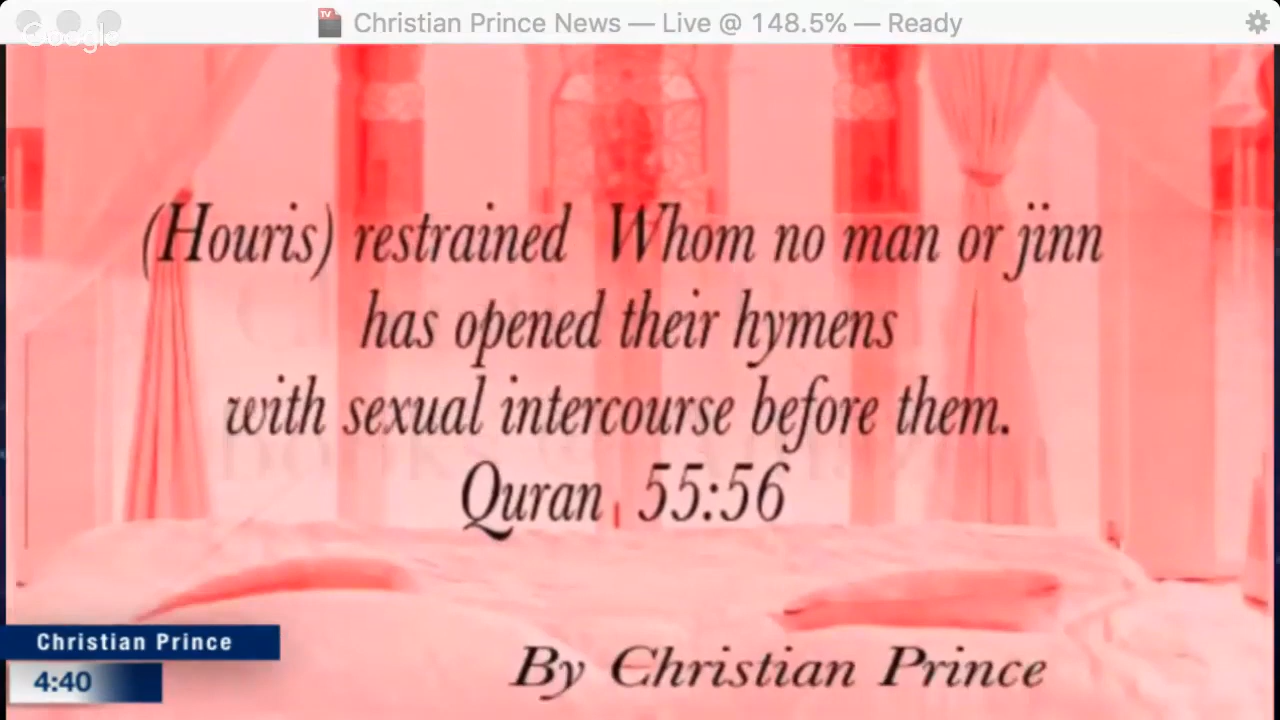 Christian Prince News — Live @ 148.5% — Ready
Google
(Houris) restrained Whom no man or jinn
has opened their hymens
with sexual intercourse before them.
Quran 55:56
Christian Prince
4:40
By Christian Prince